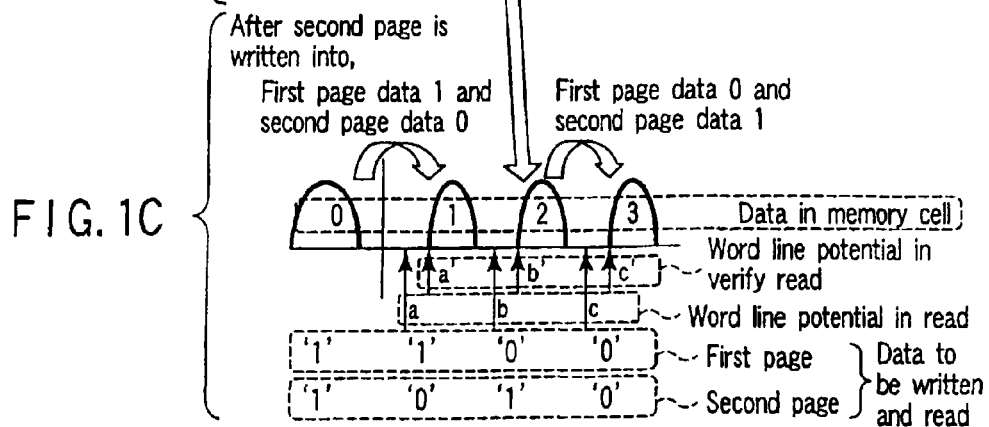 After second page is
written into,
First page data 1 and
second page data 0
First page data 0 and
second page data 1
FIG. 1C
0 1 2 3 Data in memory cell
a' b' c' Word line potential in
verify read
a b c Word line potential in read
'1' '1' '0' '0' First page
'1' '0' '1' '0' Second page
Data to
be written
and read